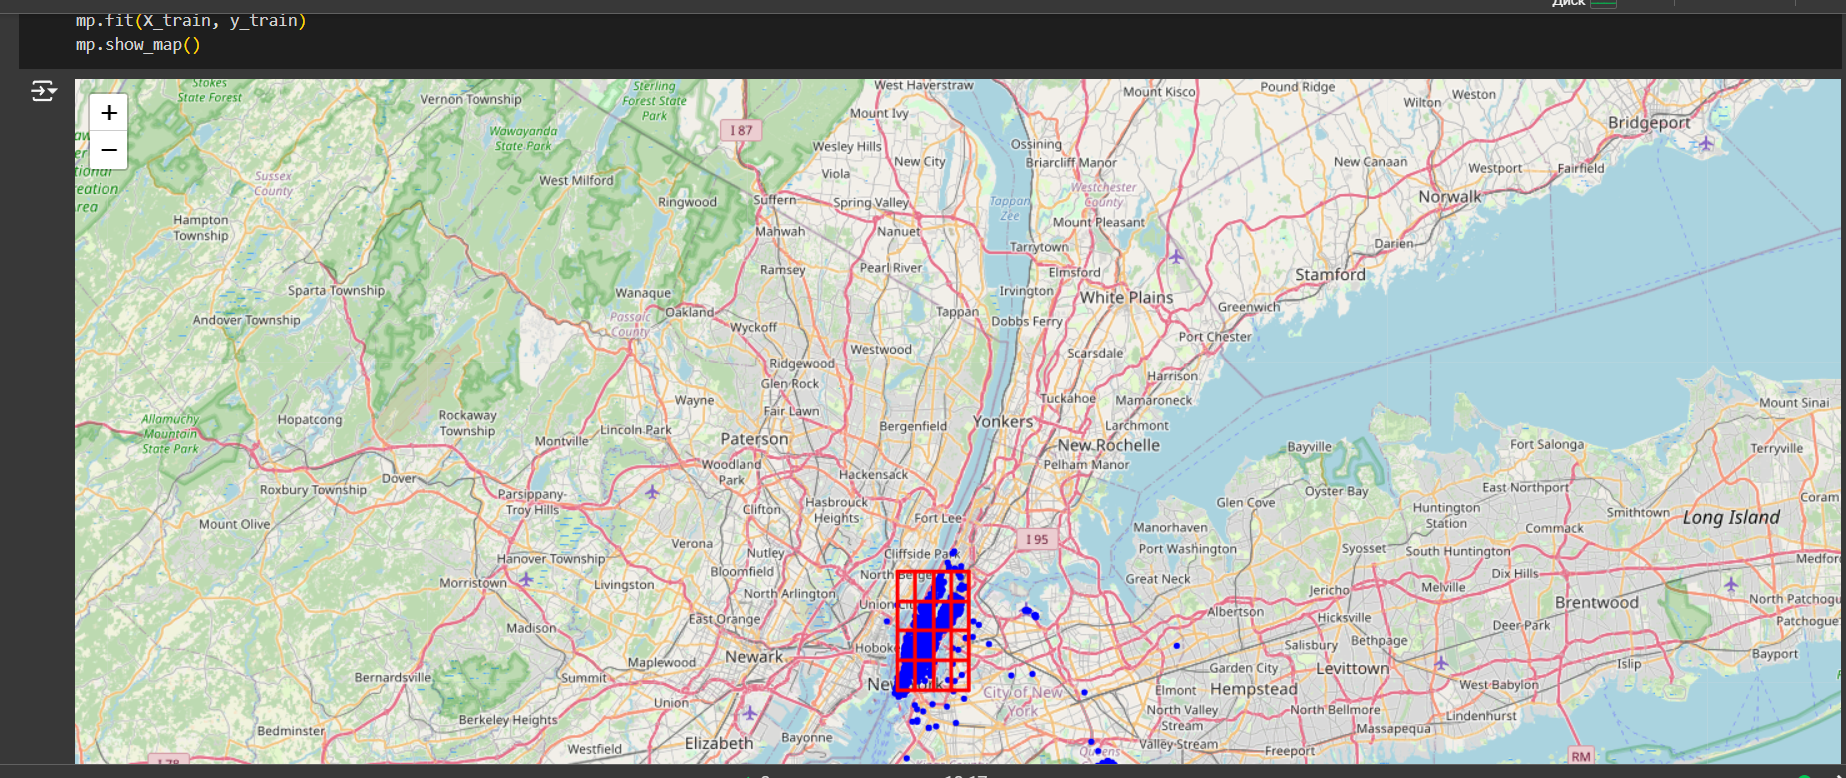 Диск
mp.fit(X_train, y_train)
mp.show_map()
+
−
Stokes
State Forest
Vernon Township
Sterling
Forest State
Park
West Haverstraw
Mount Kisco
Pound Ridge
Wilton
Weston
Bridgeport
Mount Ivy
I 87
Wawayanda
State Park
Wesley Hills
New City
Ossining
Briarcliff Manor
New Canaan
Westport
Fairfield
Sussex
County
West Milford
Viola
Westchester
County
Norwalk
Ringwood
Suffern
Spring Valley
Tappan
Zee
Hampton
Township
Mahwah
Nanuet
Mount Pleasant
Tarrytown
Darien
Ramsey
Pearl River
Elmsford
Stamford
Sparta Township
Wanaque
Irvington
White Plains
Greenwich
Andover Township
Passaic
County
Oakland
Wyckoff
Tappan
Dobbs Ferry
Port Chester
Westwood
Scarsdale
Ridgewood
Glen Rock
Harrison
Wayne
Fair Lawn
Tuckahoe
Mamaroneck
Mount Sinai
Allamuchy
Mountain
State Park
Hopatcong
Rockaway
Township
Lincoln Park
Montville
Paterson
Bergenfield
Yonkers
Larchmont
New Rochelle
Pelham Manor
Bayville
Fort Salonga
Terryville
Woodland
Park
Hackensack
Dover
Roxbury Township
Parsippany-
Troy Hills
Clifton
Hasbrouck
Heights
Fort Lee
Glen Cove
Oyster Bay
East Northport
Mount Olive
Huntington
Station
Smithtown
Coram
Long Island
Manorhaven
Commack
Verona
I 95
Port Washington
Syosset
South Huntington
Hanover Township
Nutley
Cliffside Park
Bloomfield
North Bergen
Great Neck
Dix Hills
Morristown
Livingston
North Arlington
Union City
Jericho
Melville
Brentwood
North Patchogue
East Orange
Albertson
Hicksville
Patchogue
Madison
Deer Park
Newark
Hoboken
Salisbury
Bethpage
Maplewood
Garden City
Levittown
Islip
Bayport
Bernardsville
Summit
New York
City of New
York
Elmont
Hempstead
West Babylon
Union
North Valley
Stream
North Bellmore
Lindenhurst
Berkeley Heights
Massapequa
Bedminster
Elizabeth
Bayonne
Valley Stream
Westfield
Queens
Freeport
RM
I 78